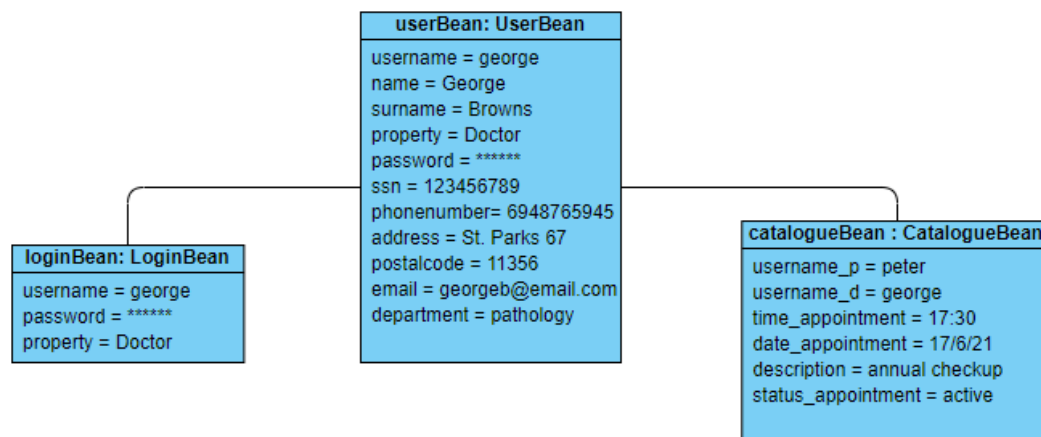 userBean: UserBean
username = george
name = George
surname = Browns
property = Doctor
password = ******
ssn = 123456789
phonenumber= 6948765945
address = St. Parks 67
postalcode = 11356
email = georgeb@email.com
department = pathology
loginBean: LoginBean
username = george
password = ******
property = Doctor
catalogueBean : CatalogueBean
username_p = peter
username_d = george
time_appointment = 17:30
date_appointment = 17/6/21
description = annual checkup
status_appointment = active